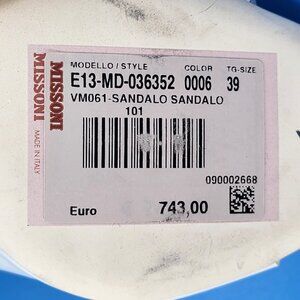 MISSONI
MISSONI
MADE IN ITALY
MODELLO / STYLE COLOR TG-SIZE
E13-MD-036352 0006 39
VM061-SANDALO SANDALO
101
090002668
Euro 743,00